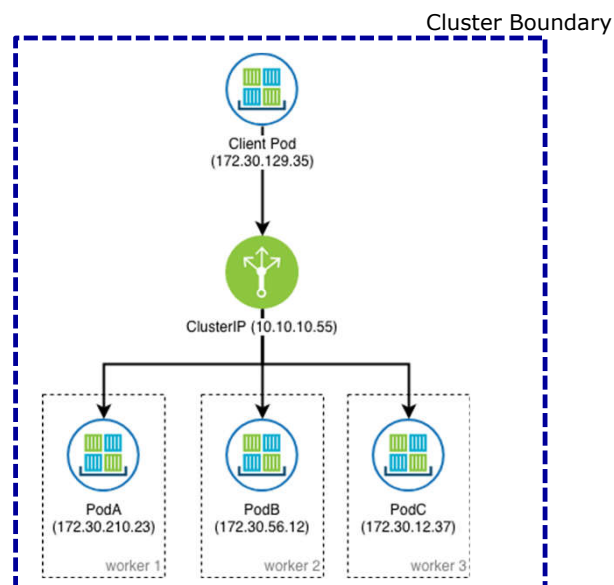 Cluster Boundary
Client Pod
(172.30.129.35)
ClusterIP (10.10.10.55)
PodA
(172.30.210.23)
worker 1
PodB
(172.30.56.12)
worker 2
PodC
(172.30.12.37)
worker 3